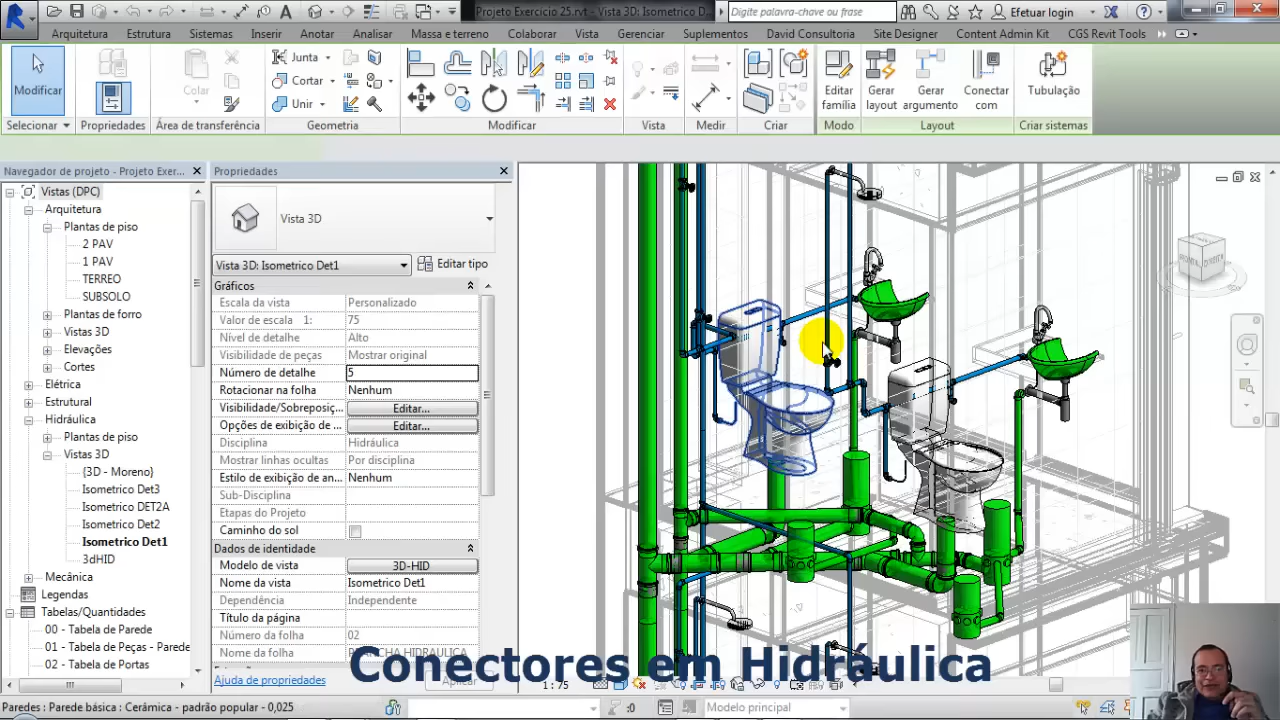 Projeto Exercicio 25.rvt - Vista 3D: Isometrico D...
Digite palavra-chave ou frase
Efetuar login
Arquitetura Estrutura Sistemas Inserir Anotar Analisar Massa e terreno Colaborar Vista Gerenciar Suplementos David Consultoria Site Designer Content Admin Kit CGS Revit Tools
Modificar
Colar
Junta
Cortar
Unir
Editar família
Gerar layout
Gerar argumento
Conectar com
Tubulação
Selecionar Propriedades Área de transferência Geometria Modificar Vista Medir Criar Modo Layout Criar sistemas
Navegador de projeto - Projeto Exer...
Vistas (DPC)
Arquitetura
Plantas de piso
2 PAV
1 PAV
TERREO
SUBSOLO
Plantas de forro
Vistas 3D
Elevações
Cortes
Elétrica
Estrutural
Hidráulica
Plantas de piso
Vistas 3D
{3D - Moreno}
Isometrico Det3
Isometrico DET2A
Isometrico Det2
Isometrico Det1
3dHID
Mecânica
Legendas
Tabelas/Quantidades
00 - Tabela de Parede
01 - Tabela de Peças - Parede
02 - Tabela de Portas
Propriedades
Vista 3D
Vista 3D: Isometrico Det1
Editar tipo
Gráficos
Escala da vista Personalizado
Valor de escala 1: 75
Nível de detalhe Alto
Visibilidade de peças Mostrar original
Número de detalhe 5
Rotacionar na folha Nenhum
Visibilidade/Sobreposiç... Editar...
Opções de exibição de ... Editar...
Disciplina Hidráulica
Mostrar linhas ocultas Por disciplina
Estilo de exibição de an... Nenhum
Sub-Disciplina
Etapas do Projeto
Caminho do sol
Dados de identidade
Modelo de vista 3D-HID
Nome da vista Isometrico Det1
Dependência Independente
Título da página
Número da folha 02
Nome da folha
Ajuda de propriedades
Aplicar
Conectores em Hidráulica
1 : 75
Paredes : Parede básica : Cerâmica - padrão popular - 0,025
:0
Modelo principal